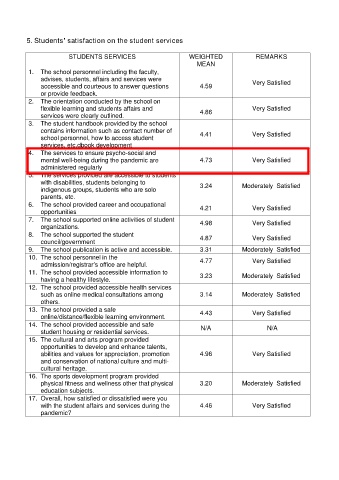 5. Students' satisfaction on the student services
STUDENTS SERVICES WEIGHTED MEAN REMARKS
1. The school personnel including the faculty,
advises, students, affairs and services were
accessible and courteous to answer questions
or provide feedback. 4.59 Very Satisfied
2. The orientation conducted by the school on
flexible learning and students affairs and
services were clearly outlined. 4.86 Very Satisfied
3. The student handbook provided by the school
contains information such as contact number of
school personnel, how to access student
services, etc.dbook development 4.41 Very Satisfied
4. The services to ensure psycho-social and
mental well-being during the pandemic are
administered regularly 4.73 Very Satisfied
5. The services provided are accessible to students
with disabilities, students belonging to
indigenous groups, students who are solo
parents, etc. 3.24 Moderately Satisfied
6. The school provided career and occupational
opportunities 4.21 Very Satisfied
7. The school supported online activities of student
organizations. 4.98 Very Satisfied
8. The school supported the student
council/government 4.87 Very Satisfied
9. The school publication is active and accessible. 3.31 Moderately Satisfied
10. The school personnel in the
admission/registrar's office are helpful. 4.77 Very Satisfied
11. The school provided accessible information to
having a healthy lifestyle. 3.23 Moderately Satisfied
12. The school provided accessible health services
such as online medical consultations among
others. 3.14 Moderately Satisfied
13. The school provided a safe
online/distance/flexible learning environment. 4.43 Very Satisfied
14. The school provided accessible and safe
student housing or residential services. N/A N/A
15. The cultural and arts program provided
opportunities to develop and enhance talents,
abilities and values for appreciation, promotion
and conservation of national culture and multi-
cultural heritage. 4.96 Very Satisfied
16. The sports development program provided
physical fitness and wellness other that physical
education subjects. 3.20 Moderately Satisfied
17. Overall, how satisfied or dissatisfied were you
with the student affairs and services during the
pandemic? 4.46 Very Satisfied